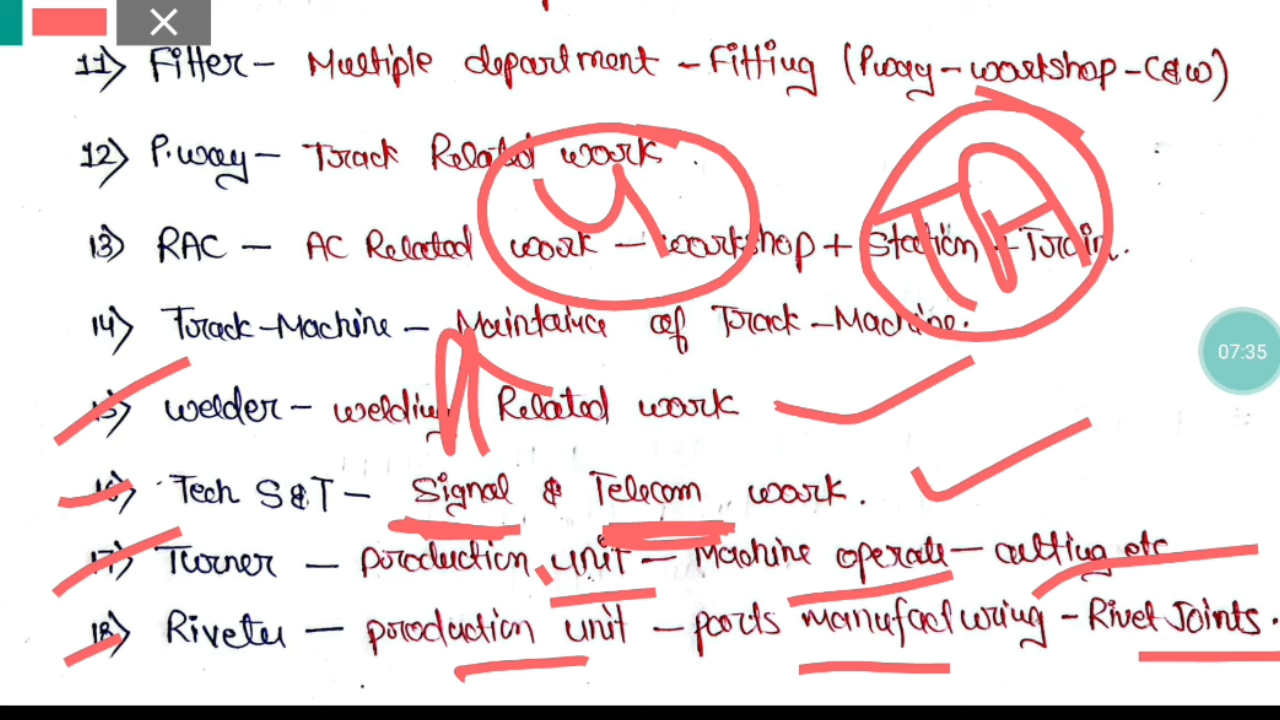 11) Fitter - Multiple department - Fitting (P.way - workshop - C&W)
12) P.way - Track Related work.
13) RAC - AC Related work - workshop + Station + Train.
14) Track-Machine - Maintaince of Track-Machine.
15) welder - welding Related work
16) Tech S&T - Signal & Telecom work.
17) Turner - production unit - Machine operate - cutting etc
18) Riveter - production unit - parts manufacturing - Rivet Joints.
07:35